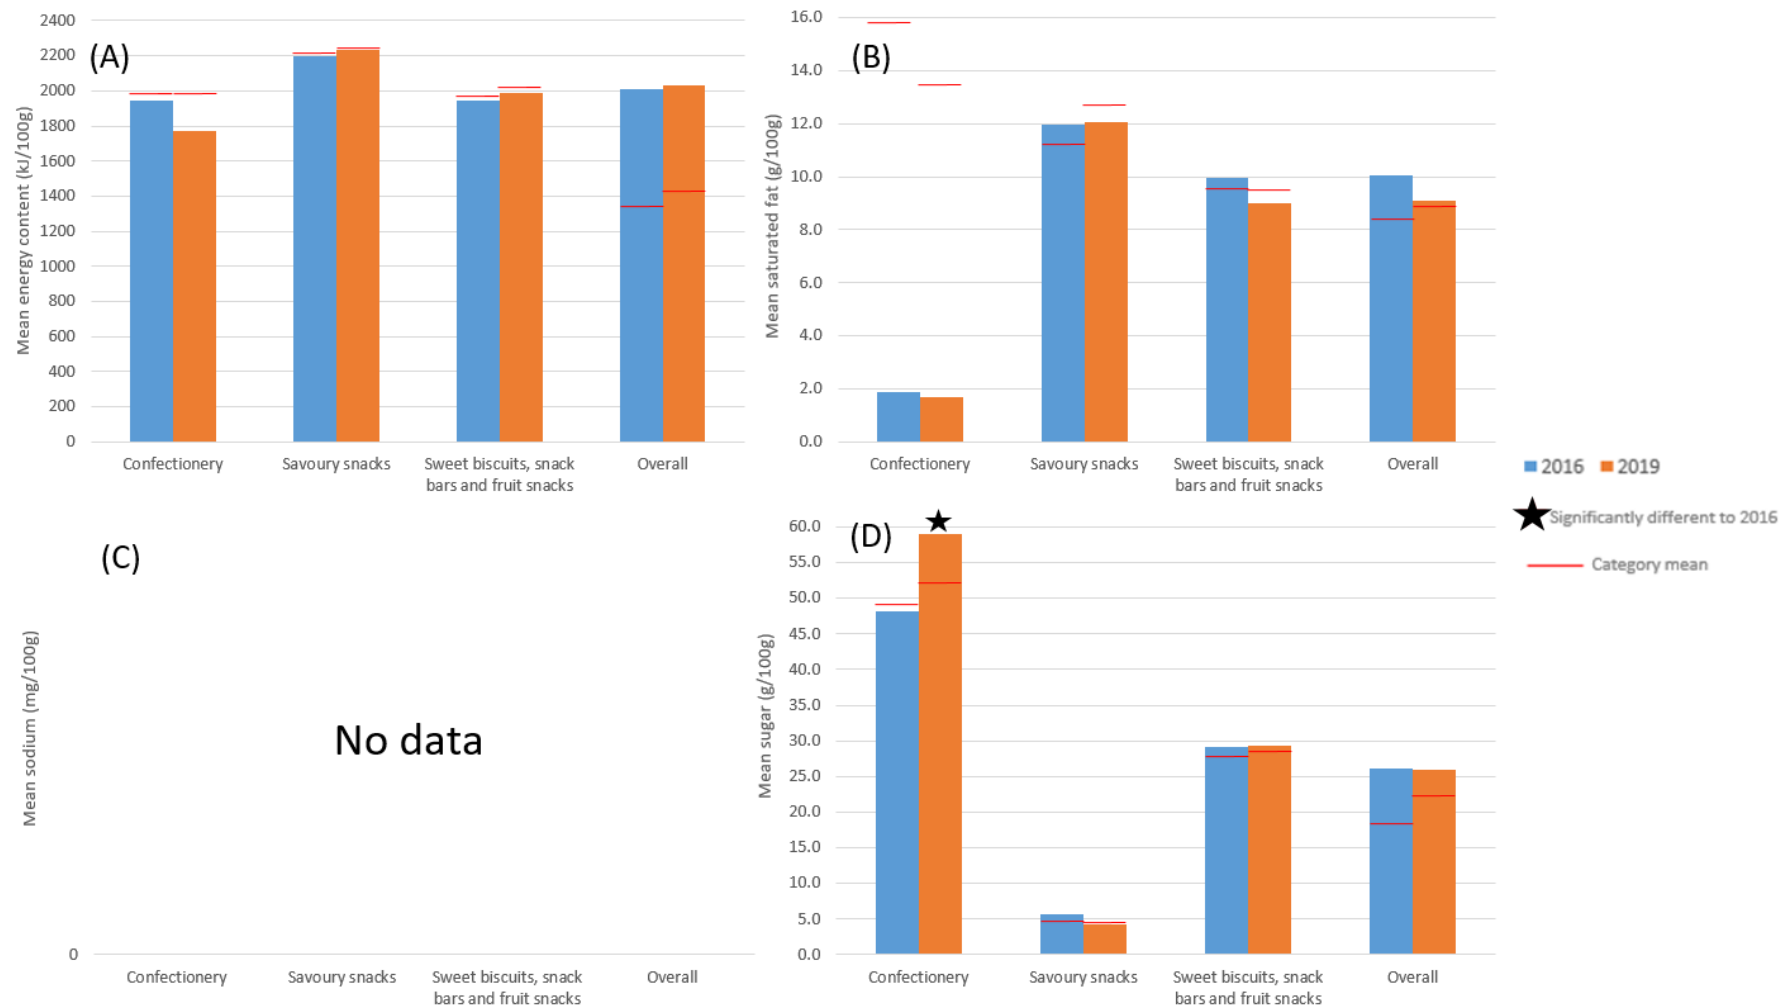 (A)
Mean energy content (kJ/100g)
2400
2200
2000
1800
1600
1400
1200
1000
800
600
400
200
0
Confectionery
Savoury snacks
Sweet biscuits, snack
bars and fruit snacks
Overall
(B)
Mean saturated fat (g/100g)
16.0
14.0
12.0
10.0
8.0
6.0
4.0
2.0
0.0
Confectionery
Savoury snacks
Sweet biscuits, snack
bars and fruit snacks
Overall
2016
2019
Significantly different to 2016
Category mean
(C)
Mean sodium (mg/100g)
No data
0
Confectionery
Savoury snacks
Sweet biscuits, snack
bars and fruit snacks
Overall
(D)
Mean sugar (g/100g)
60.0
55.0
50.0
45.0
40.0
35.0
30.0
25.0
20.0
15.0
10.0
5.0
0.0
Confectionery
Savoury snacks
Sweet biscuits, snack
bars and fruit snacks
Overall